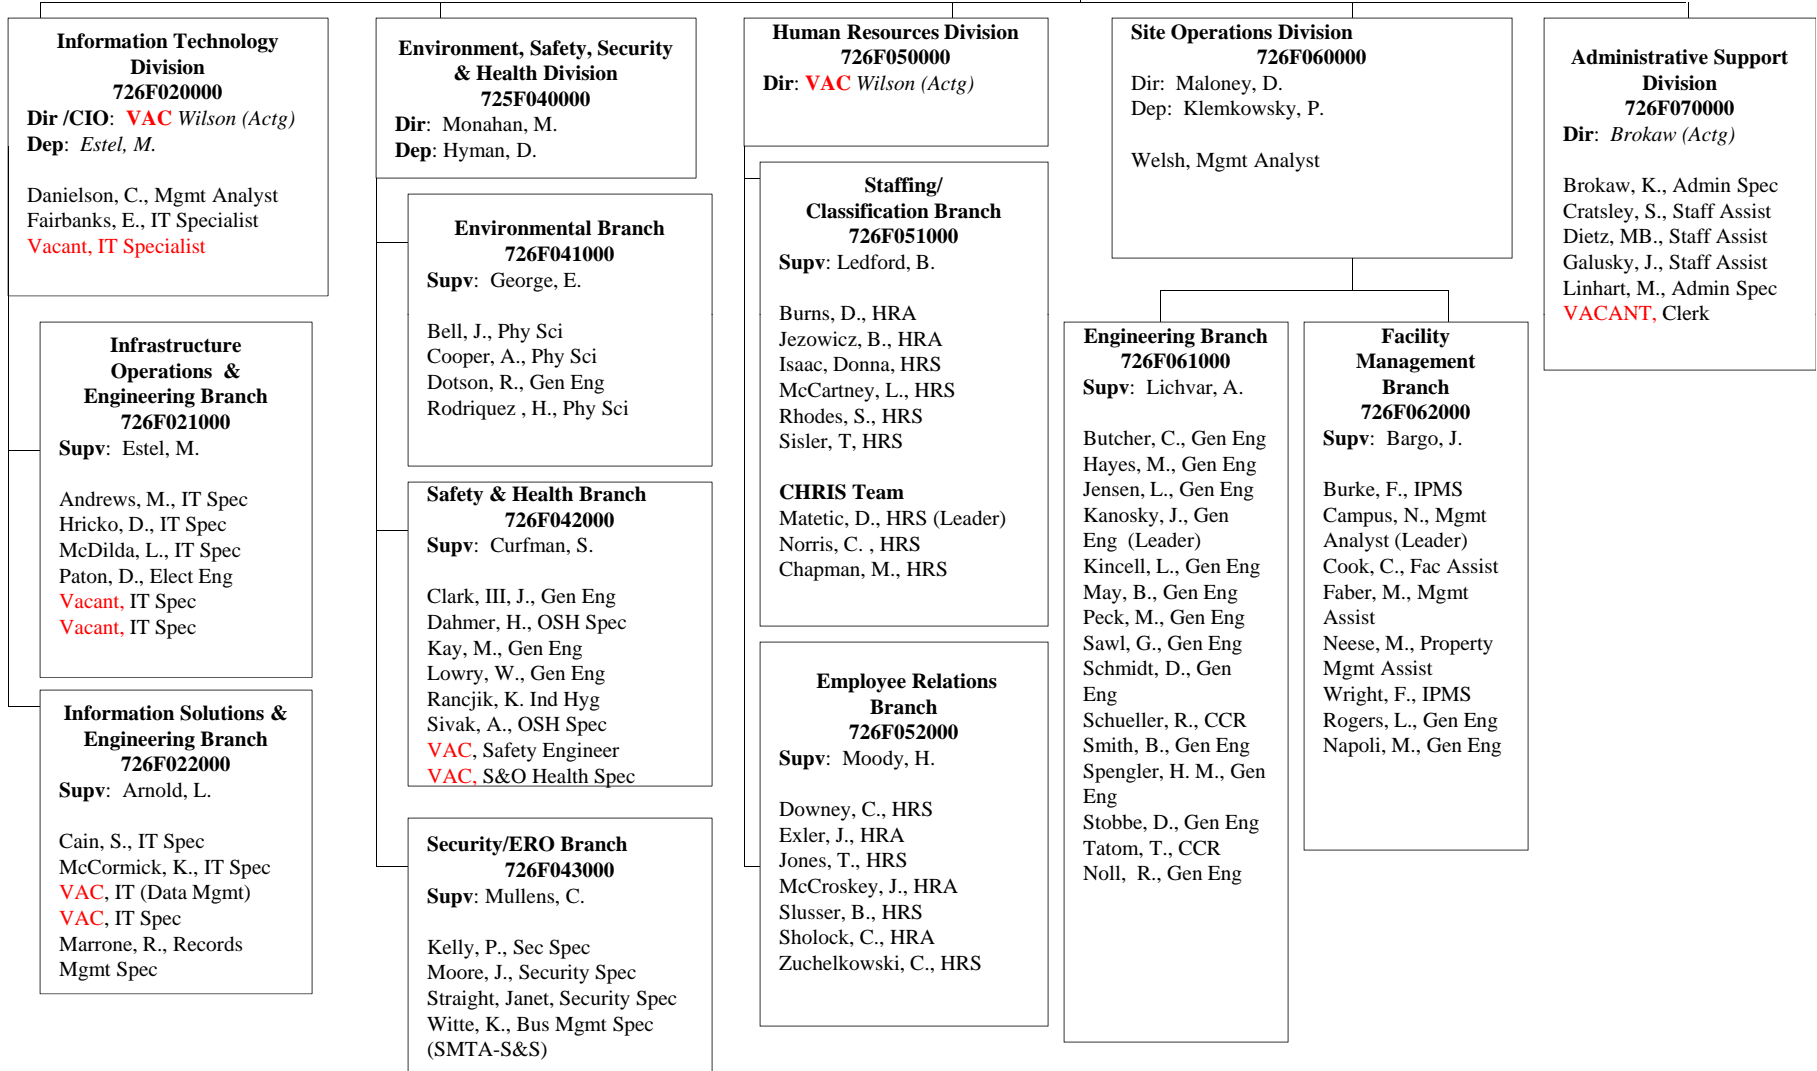 Information Technology
Division
726F020000
Dir /CIO: VAC Wilson (Actg)
Dep: Estel, M.
Danielson, C., Mgmt Analyst
Fairbanks, E., IT Specialist
Vacant, IT Specialist
Infrastructure
Operations &
Engineering Branch
726F021000
Supv: Estel, M.
Andrews, M., IT Spec
Hricko, D., IT Spec
McDilda, L., IT Spec
Paton, D., Elect Eng
Vacant, IT Spec
Vacant, IT Spec
Information Solutions &
Engineering Branch
726F022000
Supv: Arnold, L.
Cain, S., IT Spec
McCormick, K., IT Spec
VAC, IT (Data Mgmt)
VAC, IT Spec
Marrone, R., Records
Mgmt Spec
Environment, Safety, Security
& Health Division
725F040000
Dir: Monahan, M.
Dep: Hyman, D.
Environmental Branch
726F041000
Supv: George, E.
Bell, J., Phy Sci
Cooper, A., Phy Sci
Dotson, R., Gen Eng
Rodriquez , H., Phy Sci
Safety & Health Branch
726F042000
Supv: Curfman, S.
Clark, III, J., Gen Eng
Dahmer, H., OSH Spec
Kay, M., Gen Eng
Lowry, W., Gen Eng
Rancjik, K. Ind Hyg
Sivak, A., OSH Spec
VAC, Safety Engineer
VAC, S&O Health Spec
Security/ERO Branch
726F043000
Supv: Mullens, C.
Kelly, P., Sec Spec
Moore, J., Security Spec
Straight, Janet, Security Spec
Witte, K., Bus Mgmt Spec
(SMTA-S&S)
Human Resources Division
726F050000
Dir: VAC Wilson (Actg)
Staffing/
Classification Branch
726F051000
Supv: Ledford, B.
Burns, D., HRA
Jezowicz, B., HRA
Isaac, Donna, HRS
McCartney, L., HRS
Rhodes, S., HRS
Sisler, T, HRS
CHRIS Team
Matetic, D., HRS (Leader)
Norris, C. , HRS
Chapman, M., HRS
Employee Relations
Branch
726F052000
Supv: Moody, H.
Downey, C., HRS
Exler, J., HRA
Jones, T., HRS
McCroskey, J., HRA
Slusser, B., HRS
Sholock, C., HRA
Zuchelkowski, C., HRS
Site Operations Division
726F060000
Dir: Maloney, D.
Dep: Klemkowsky, P.
Welsh, Mgmt Analyst
Engineering Branch
726F061000
Supv: Lichvar, A.
Butcher, C., Gen Eng
Hayes, M., Gen Eng
Jensen, L., Gen Eng
Kanosky, J., Gen
Eng (Leader)
Kincell, L., Gen Eng
May, B., Gen Eng
Peck, M., Gen Eng
Sawl, G., Gen Eng
Schmidt, D., Gen
Eng
Schueller, R., CCR
Smith, B., Gen Eng
Spengler, H. M., Gen
Eng
Stobbe, D., Gen Eng
Tatom, T., CCR
Noll, R., Gen Eng
Facility
Management
Branch
726F062000
Supv: Bargo, J.
Burke, F., IPMS
Campus, N., Mgmt
Analyst (Leader)
Cook, C., Fac Assist
Faber, M., Mgmt
Assist
Neese, M., Property
Mgmt Assist
Wright, F., IPMS
Rogers, L., Gen Eng
Napoli, M., Gen Eng
Administrative Support
Division
726F070000
Dir: Brokaw (Actg)
Brokaw, K., Admin Spec
Cratsley, S., Staff Assist
Dietz, MB., Staff Assist
Galusky, J., Staff Assist
Linhart, M., Admin Spec
VACANT, Clerk